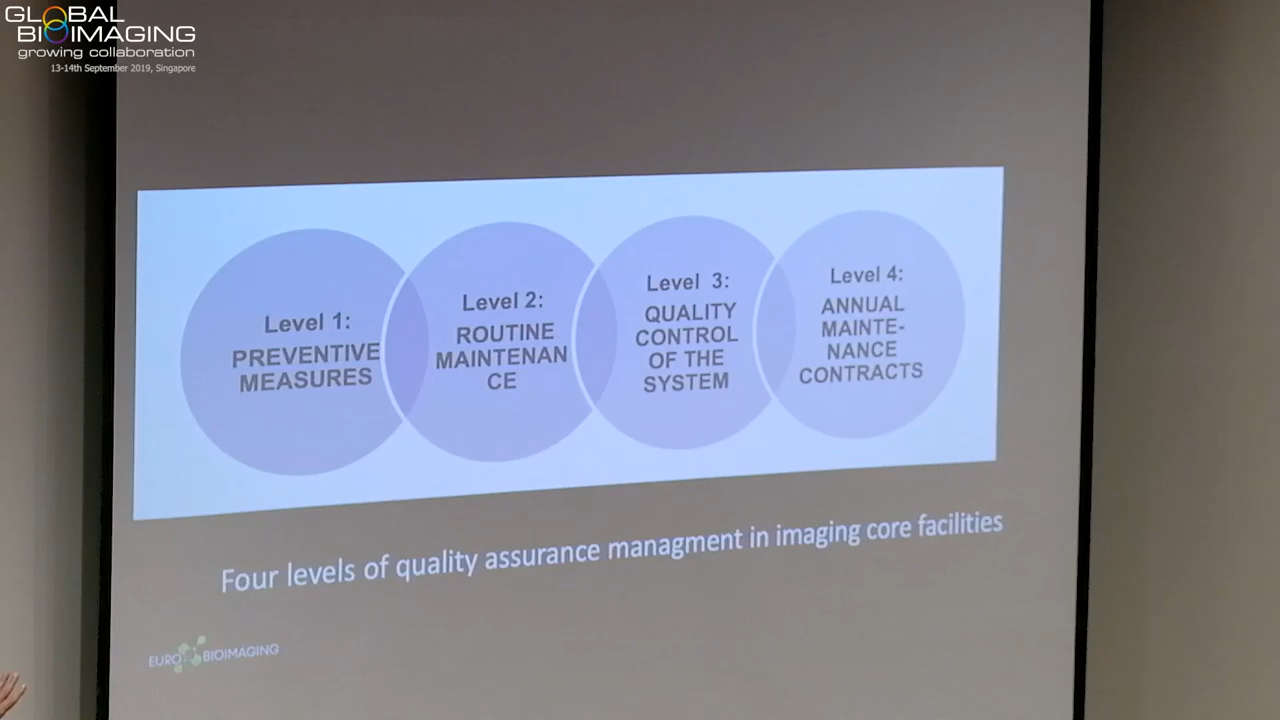 GLOBAL
BIOIMAGING
growing collaboration
13-14th September 2019, Singapore
Level 1:
PREVENTIVE
MEASURES
Level 2:
ROUTINE
MAINTENAN
CE
Level 3:
QUALITY
CONTROL
OF THE
SYSTEM
Level 4:
ANNUAL
MAINTE-
NANCE
CONTRACTS
Four levels of quality assurance managment in imaging core facilities
EURO BIOIMAGING